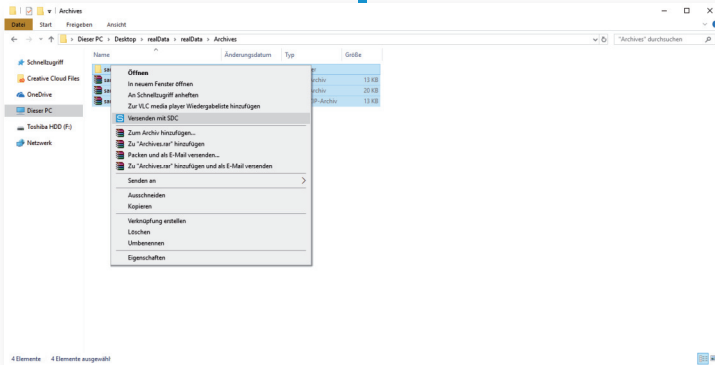 Archives
Datei Start Freigeben Ansicht
Dieser PC > Desktop > realData > realData > Archives
"Archives" durchsuchen
Name Änderungsdatum Typ Größe
Schnellzugriff
Creative Cloud Files
OneDrive
Dieser PC
Toshiba HDD (F:)
Netzwerk
13 KB
20 KB
13 KB
Öffnen
In neuem Fenster öffnen
An Schnellzugriff anheften
Zur VLC media player Wiedergabeliste hinzufügen
Versenden mit SDC
Zum Archiv hinzufügen...
Zu "Archives.rar" hinzufügen
Packen und als E-Mail versenden...
Zu "Archives.rar" hinzufügen und als E-Mail versenden
Senden an
Ausschneiden
Kopieren
Verknüpfung erstellen
Löschen
Umbenennen
Eigenschaften
4 Elemente 4 Elemente ausgewählt